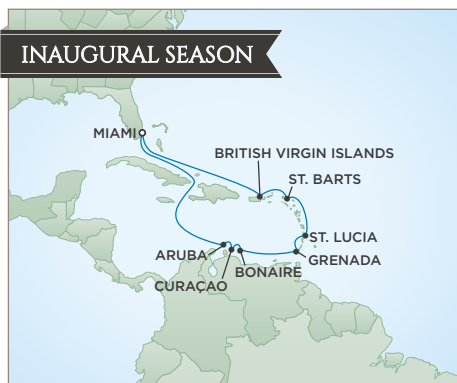 INAUGURAL SEASON
MIAMI
BRITISH VIRGIN ISLANDS
ST. BARTS
ST. LUCIA
ARUBA
GRENADA
BONAIRE
CURAÇAO